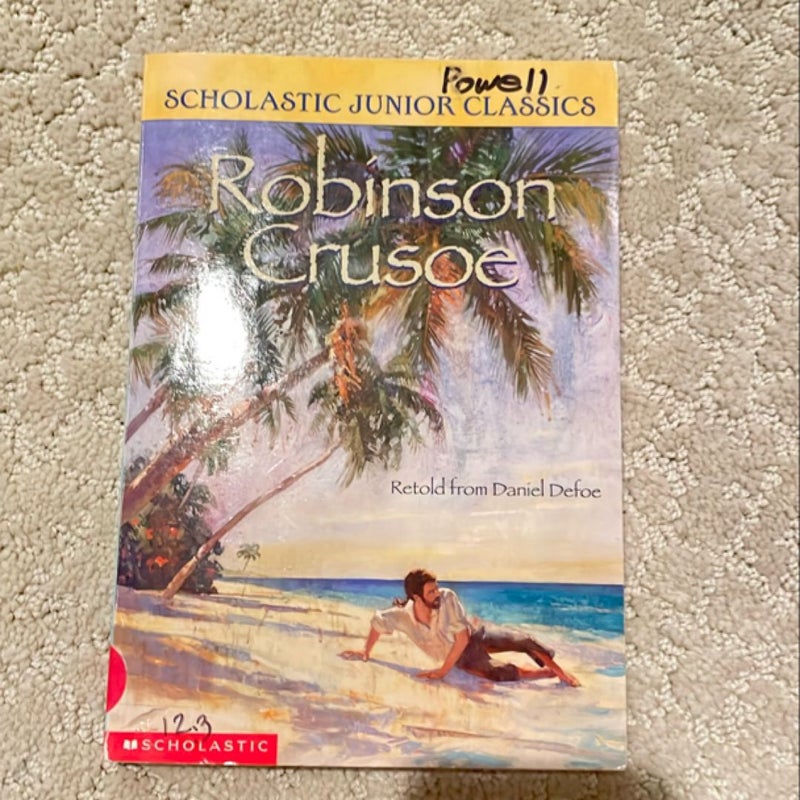 Powell
SCHOLASTIC JUNIOR CLASSICS
Robinson
Crusoe
Retold from Daniel Defoe
12.3
SCHOLASTIC